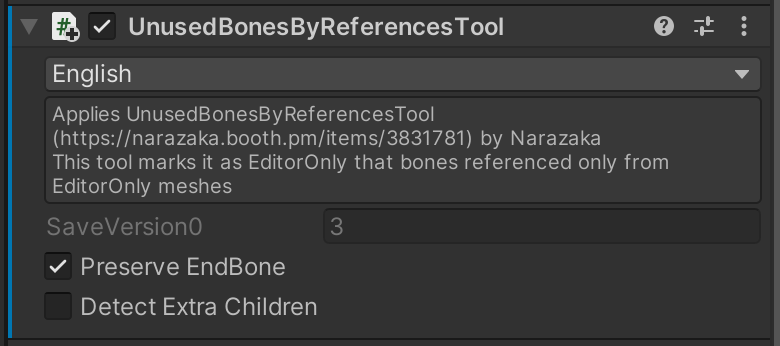 UnusedBonesByReferencesTool
English
Applies UnusedBonesByReferencesTool
(https://narazaka.booth.pm/items/3831781) by Narazaka
This tool marks it as EditorOnly that bones referenced only from
EditorOnly meshes
SaveVersion0 3
Preserve EndBone
Detect Extra Children